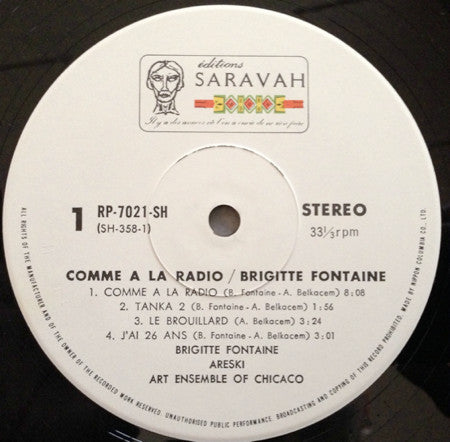 éditions
SARAVAH
Il y a des années où l'on a envie de ne rien faire
1
RP-7021-SH
(SH-358-1)
STEREO
33⅓rpm
COMME A LA RADIO / BRIGITTE FONTAINE
1. COMME A LA RADIO (B. Fontaine - A. Belkacem) 8:08
2. TANKA 2 (B. Fontaine - A. Belkacem) 1:56
3. LE BROUILLARD (A. Belkacem) 3:24
4. J'AI 26 ANS (B. Fontaine - A. Belkacem) 3:01
BRIGITTE FONTAINE
ARESKI
ART ENSEMBLE OF CHICACO
ALL RIGHTS OF THE MANUFACTURER AND OF THE OWNER OF THE RECORDED WORK RESERVED. UNAUTHORISED PUBLIC PERFORMANCE. BROADCASTING AND COPYING OF THIS RECORD PROHIBITED. MADE BY NIPPON COLUMBIA CO., LTD.